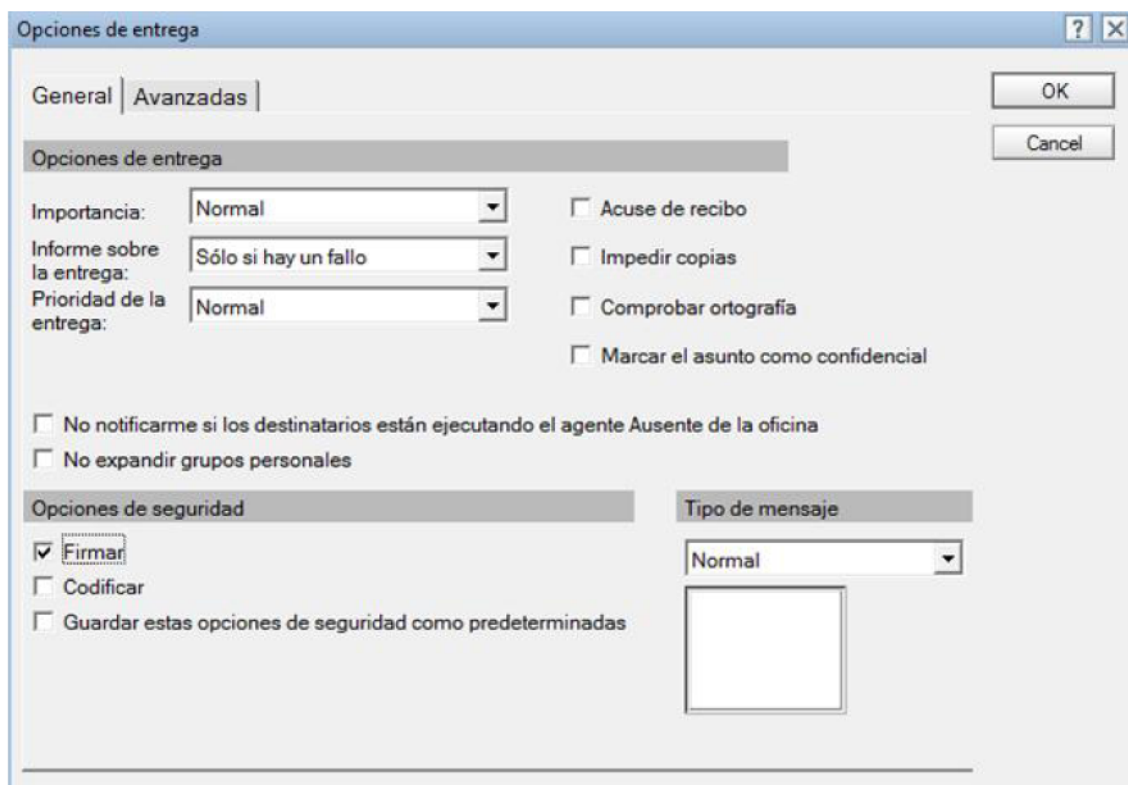 Opciones de entrega
?
General
Avanzadas
OK
Cancel
Opciones de entrega
Importancia:
Normal
Acuse de recibo
Informe sobre
la entrega:
Sólo si hay un fallo
Impedir copias
Prioridad de la
entrega:
Normal
Comprobar ortografía
Marcar el asunto como confidencial
No notificarme si los destinatarios están ejecutando el agente Ausente de la oficina
No expandir grupos personales
Opciones de seguridad
Firmar
Codificar
Guardar estas opciones de seguridad como predeterminadas
Tipo de mensaje
Normal